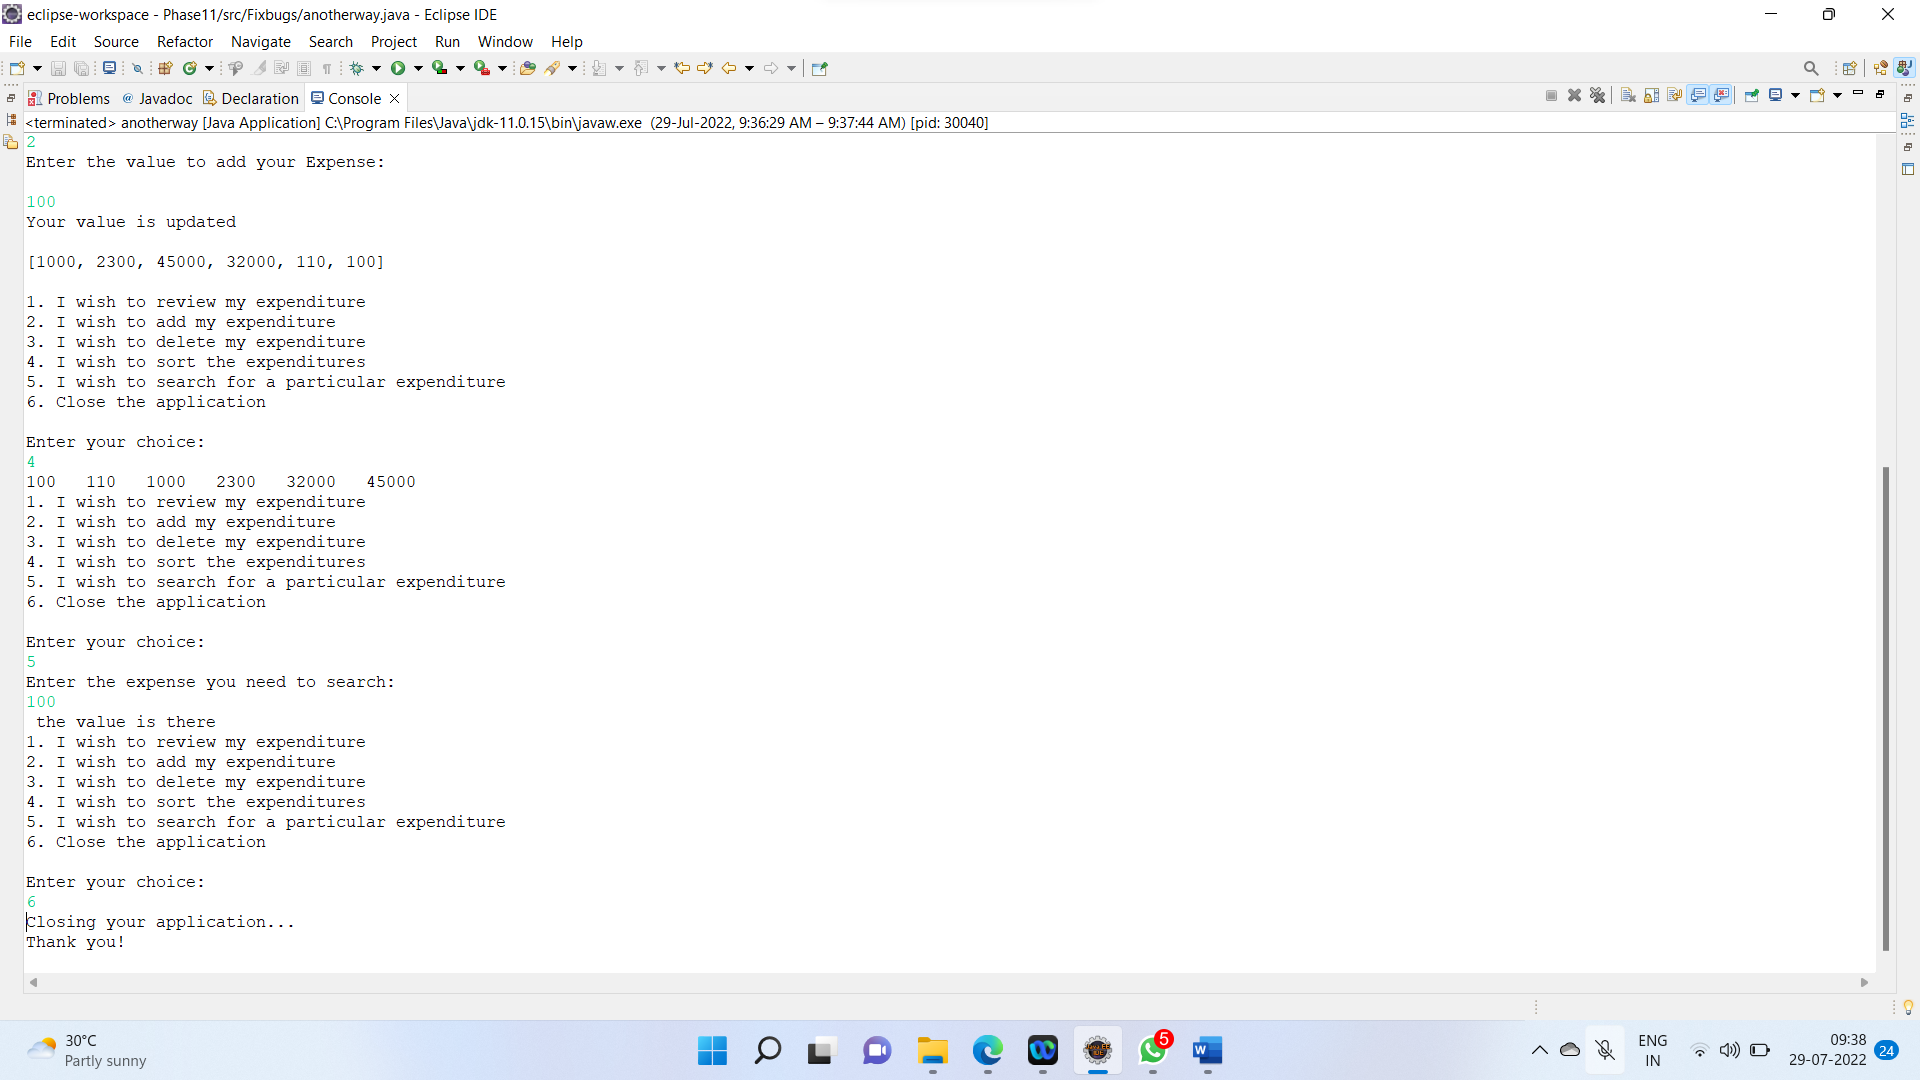 eclipse-workspace - Phase11/src/Fixbugs/anotherway.java - Eclipse IDE
File Edit Source Refactor Navigate Search Project Run Window Help
Problems @ Javadoc Declaration Console
<terminated> anotherway [Java Application] C:\Program Files\Java\jdk-11.0.15\bin\javaw.exe (29-Jul-2022, 9:36:29 AM – 9:37:44 AM) [pid: 30040]
2
Enter the value to add your Expense:
100
Your value is updated
[1000, 2300, 45000, 32000, 110, 100]
1. I wish to review my expenditure
2. I wish to add my expenditure
3. I wish to delete my expenditure
4. I wish to sort the expenditures
5. I wish to search for a particular expenditure
6. Close the application
Enter your choice:
4
100 110 1000 2300 32000 45000
1. I wish to review my expenditure
2. I wish to add my expenditure
3. I wish to delete my expenditure
4. I wish to sort the expenditures
5. I wish to search for a particular expenditure
6. Close the application
Enter your choice:
5
Enter the expense you need to search:
100
the value is there
1. I wish to review my expenditure
2. I wish to add my expenditure
3. I wish to delete my expenditure
4. I wish to sort the expenditures
5. I wish to search for a particular expenditure
6. Close the application
Enter your choice:
6
Closing your application...
Thank you!
30°C
Partly sunny
5
ENG
IN
09:38
29-07-2022
24